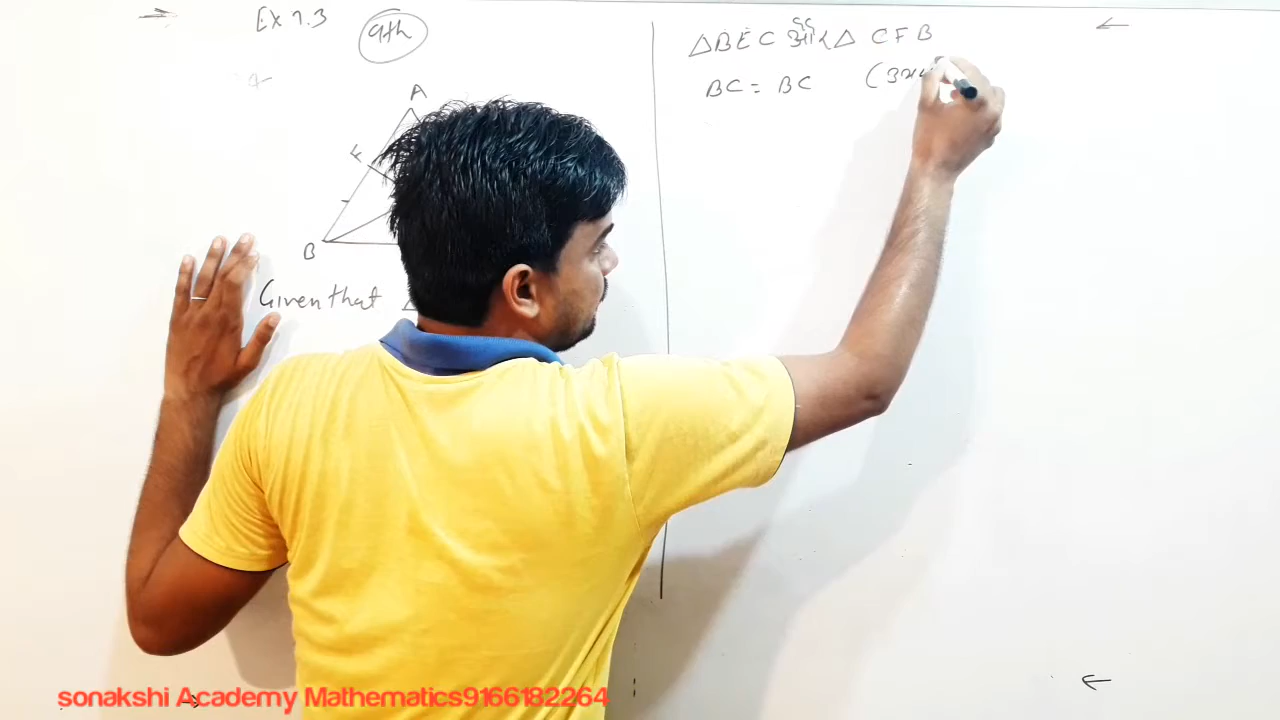 Ex 7.3
9th
A
F
B
Given that △
△BEC और △ CFB
BC = BC
sonakshi Academy Mathematics9166182264